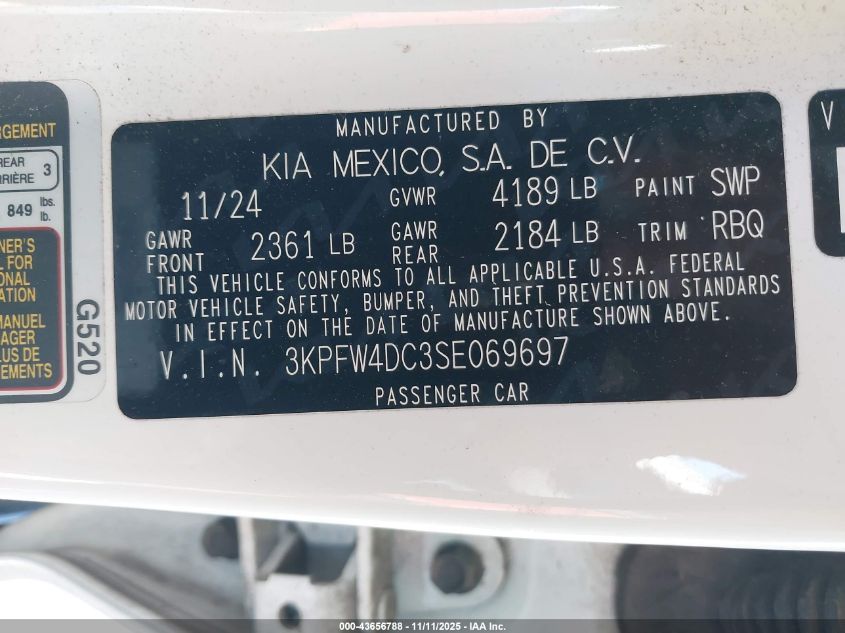 RGEMENT
REAR
RRIÈRE 3
849 lbs. lb.
NER'S
FOR
ONAL
ATION
MANUEL
AGER
PLUS DE
EMENTS
G520
MANUFACTURED BY
KIA MEXICO, S.A. DE C.V.
11/24 GVWR 4189 LB PAINT SWP
GAWR FRONT 2361 LB GAWR REAR 2184 LB TRIM RBQ
THIS VEHICLE CONFORMS TO ALL APPLICABLE U.S.A. FEDERAL
MOTOR VEHICLE SAFETY, BUMPER, AND THEFT PREVENTION STANDARDS
IN EFFECT ON THE DATE OF MANUFACTURE SHOWN ABOVE.
V.I.N. 3KPFW4DC3SE069697
PASSENGER CAR
V
000-43656788 - 11/11/2025 - IAA Inc.